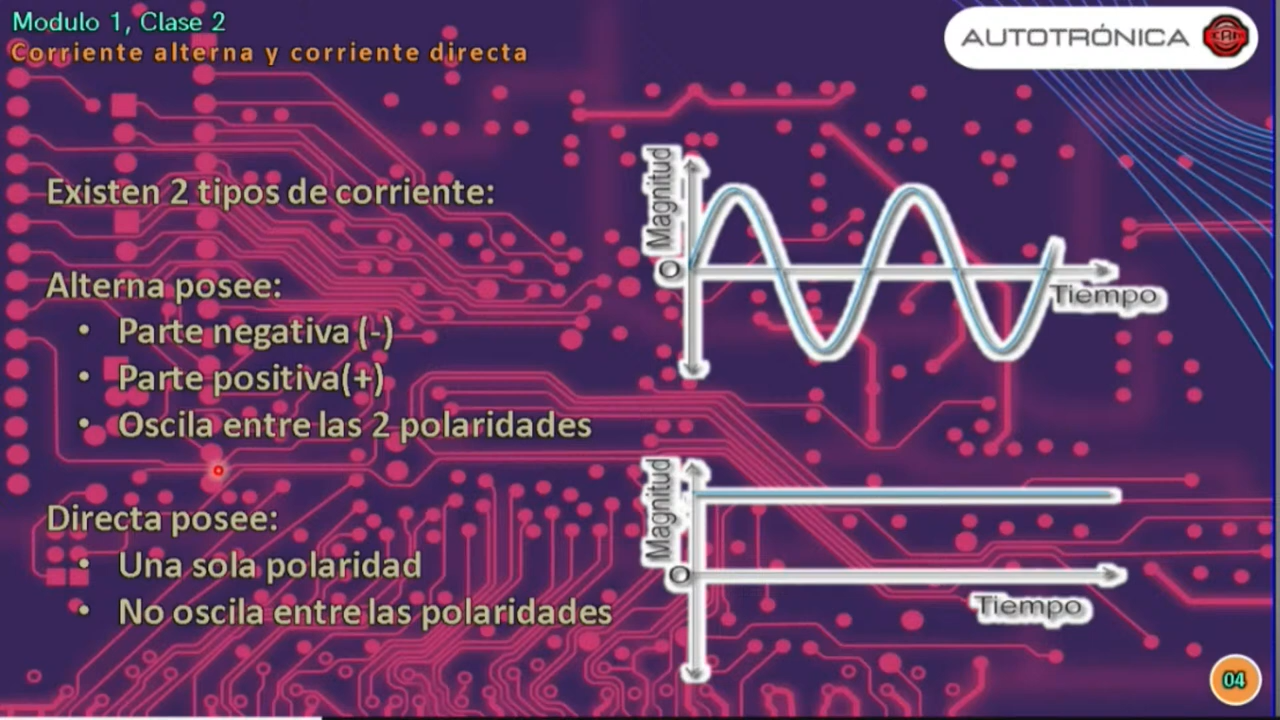 Modulo 1, Clase 2
Corriente alterna y corriente directa
AUTOTRÓNICA
Existen 2 tipos de corriente:
Alterna posee:
• Parte negativa (-)
• Parte positiva(+)
• Oscila entre las 2 polaridades
Directa posee:
• Una sola polaridad
• No oscila entre las polaridades
Magnitud
O
Tiempo
Magnitud
O
Tiempo
04